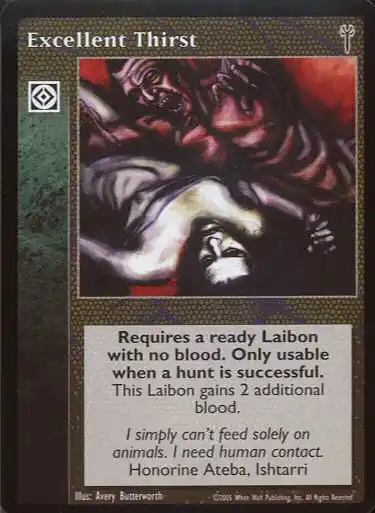 Excellent Thirst
Requires a ready Laibon
with no blood. Only usable
when a hunt is successful.
This Laibon gains 2 additional
blood.
I simply can't feed solely on
animals. I need human contact.
Honorine Ateba, Ishtarri
Illus: Avery Butterworth
©2005 White Wolf Publishing, Inc. All Rights Reserved